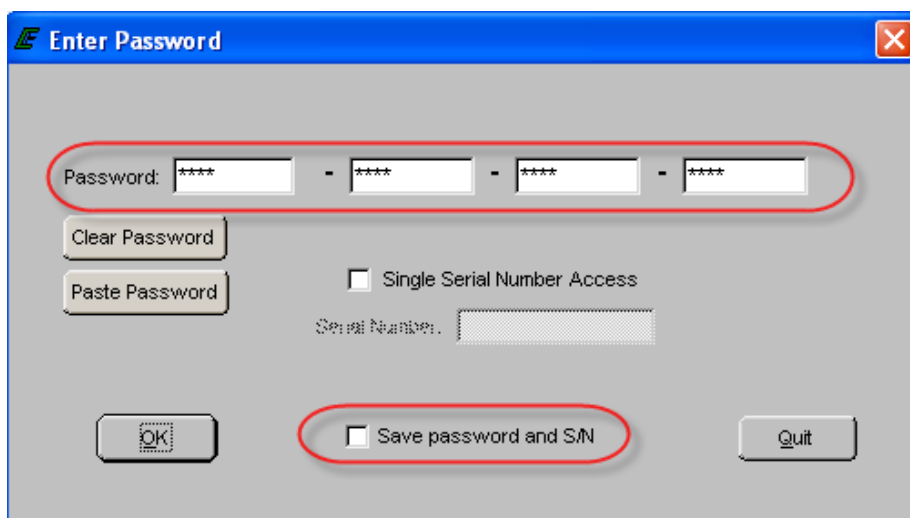 Enter Password
Password: **** - **** - **** - ****
Clear Password
Paste Password
Single Serial Number Access
Serial Number:
OK
Save password and S/N
Quit